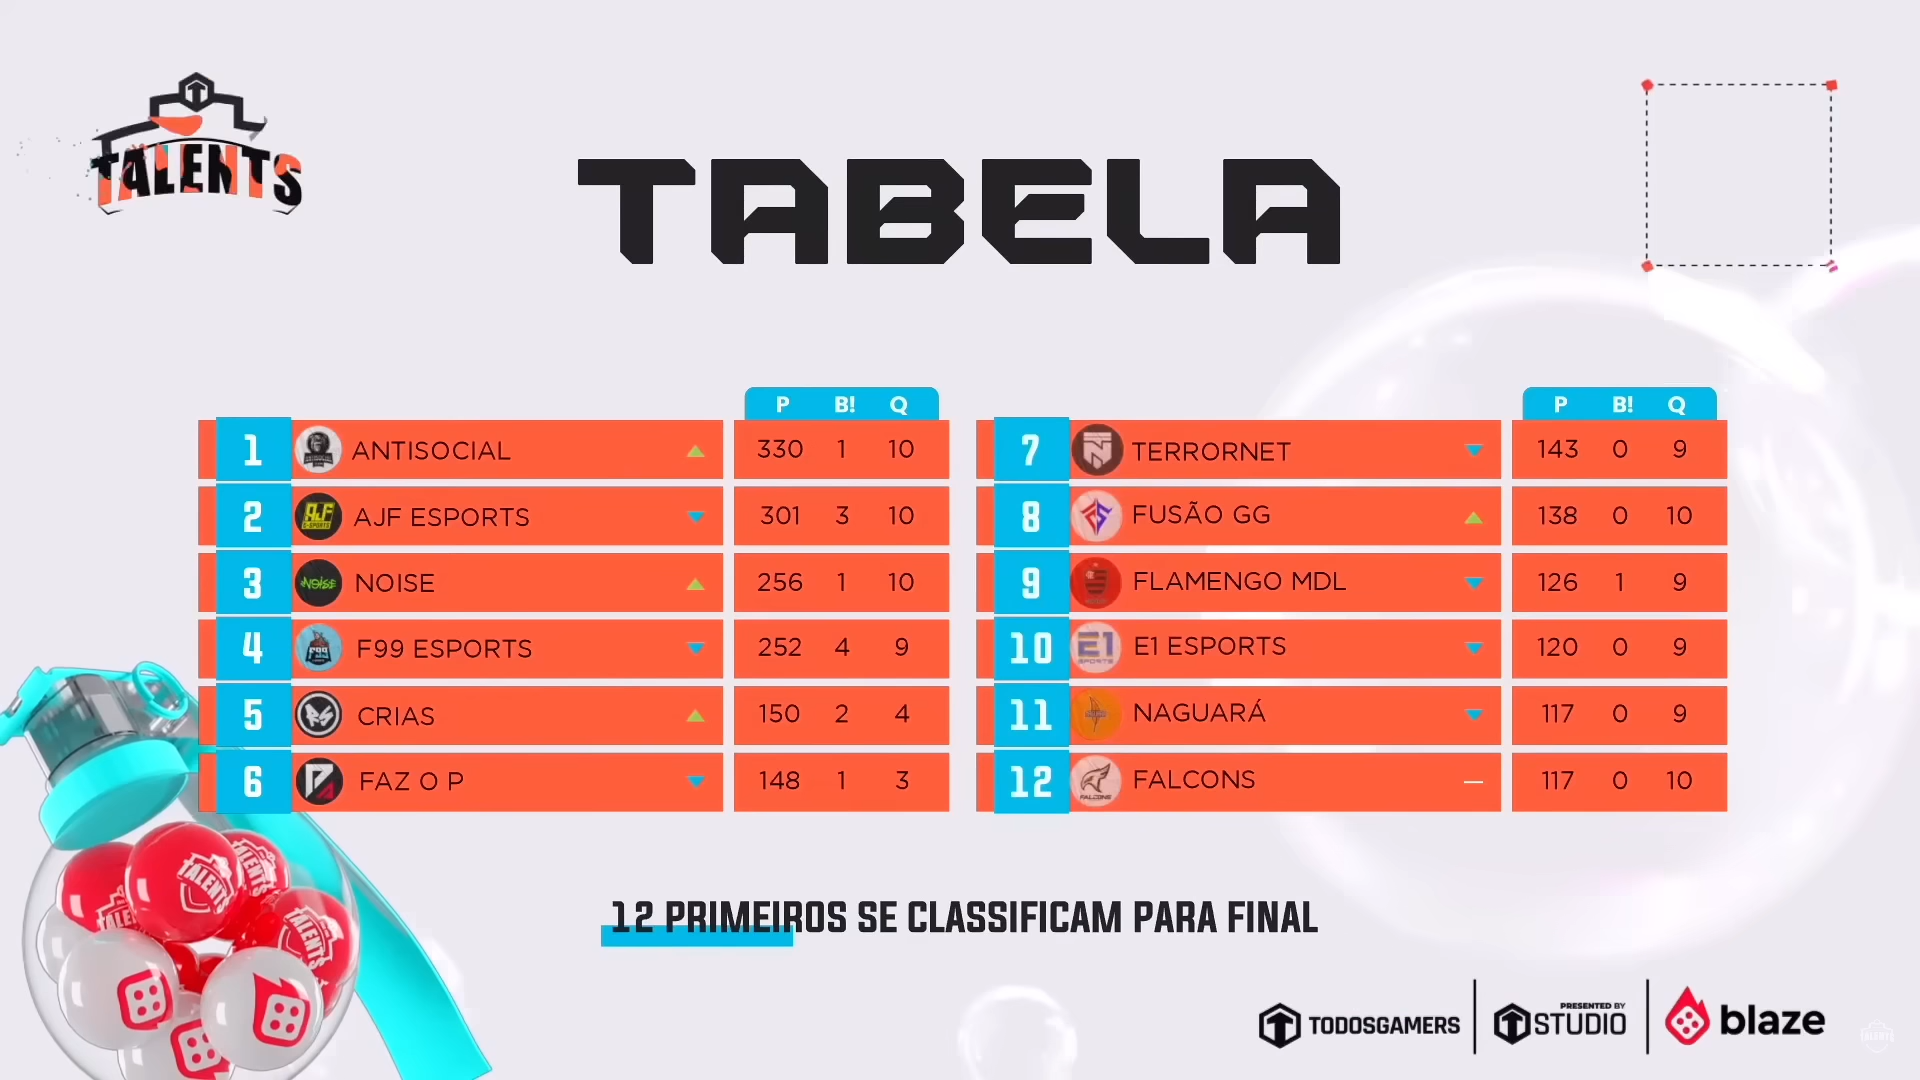 TALENTS
TABELA
P B! Q
1 ANTISOCIAL 330 1 10
2 AJF ESPORTS 301 3 10
3 NOISE 256 1 10
4 F99 ESPORTS 252 4 9
5 CRIAS 150 2 4
6 FAZ O P 148 1 3
P B! Q
7 TERRORNET 143 0 9
8 FUSÃO GG 138 0 10
9 FLAMENGO MDL 126 1 9
10 E1 ESPORTS 120 0 9
11 NAGUARÁ 117 0 9
12 FALCONS 117 0 10
12 PRIMEIROS SE CLASSIFICAM PARA FINAL
TODOSGAMERS
PRESENTED BY
STUDIO
blaze